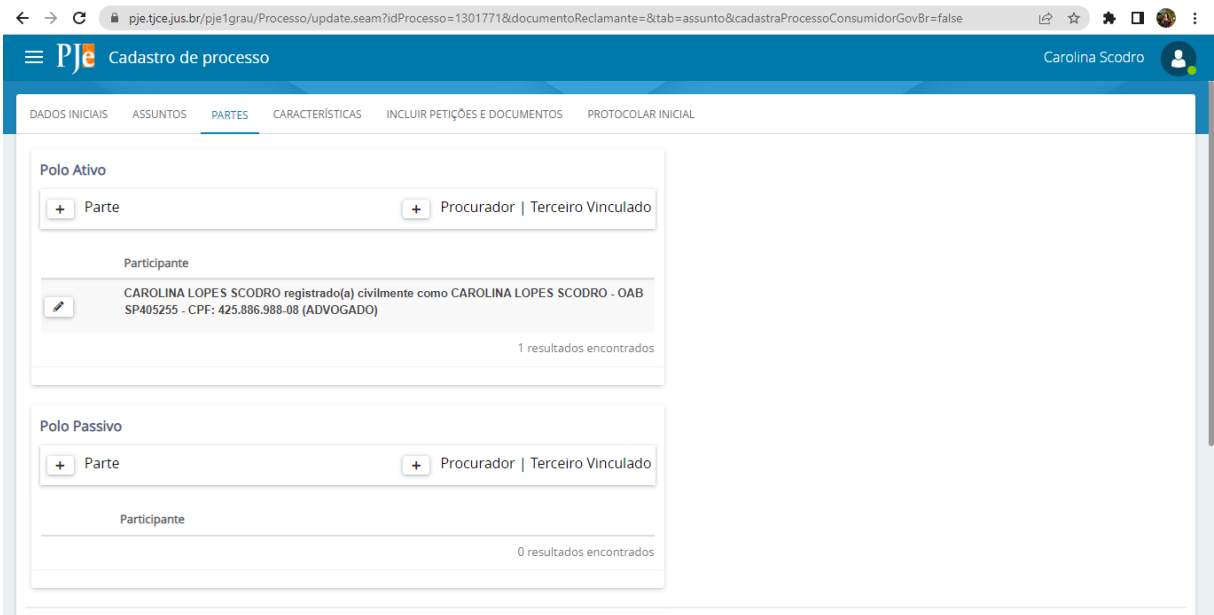 pje.tjce.jus.br/pje1grau/Processo/update.seam?idProcesso=1301771&documentoReclamante=&tab=assunto&cadastraProcessoConsumidorGovBr=false
PJe Cadastro de processo Carolina Scodro
DADOS INICIAIS ASSUNTOS PARTES CARACTERÍSTICAS INCLUIR PETIÇÕES E DOCUMENTOS PROTOCOLAR INICIAL
Polo Ativo
+ Parte + Procurador | Terceiro Vinculado
Participante
CAROLINA LOPES SCODRO registrado(a) civilmente como CAROLINA LOPES SCODRO - OAB
SP405255 - CPF: 425.886.988-08 (ADVOGADO)
1 resultados encontrados
Polo Passivo
+ Parte + Procurador | Terceiro Vinculado
Participante
0 resultados encontrados